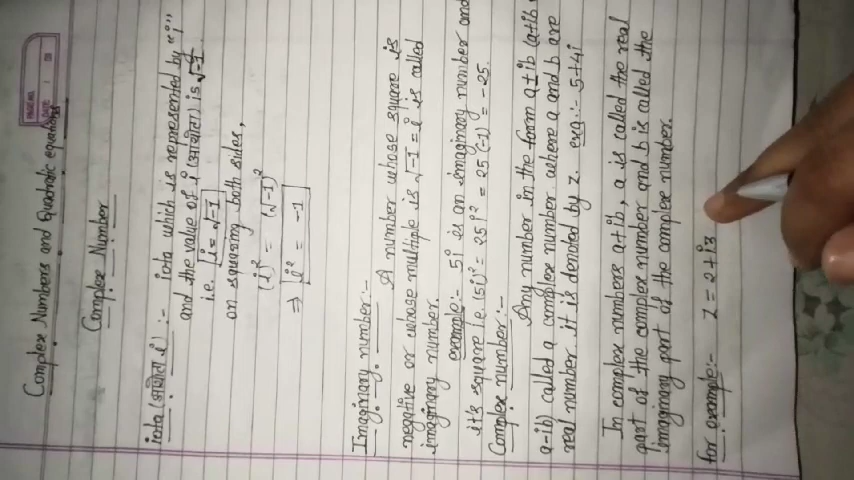 PAGE NO.
DATE
Complex Numbers and Quadratic equations
Complex Number
iota (आयोटा i) :- iota which is represented by "i"
and the value of i (आयोटा) is √-1
i.e. i = √-1
on squaring both sides,
(i)² = (√-1)²
⇒ i² = -1
Imaginary number:-
A number whose square is
negative or whose multiple is √-1 = i is called
imaginary number.
example:- 5i is an imaginary number and
it's square i.e. (5i)² = 25i² = 25(-1) = -25.
Complex number:-
Any number in the form a±ib (a+ib
a-ib) called a complex number where a and b are
real number. it is denoted by z. exa:- 5+4i
In complex numbers a+ib, a is called the real
part of the complex number and b is called the
imaginary part of the complex number.
for example:- z = 2+i3